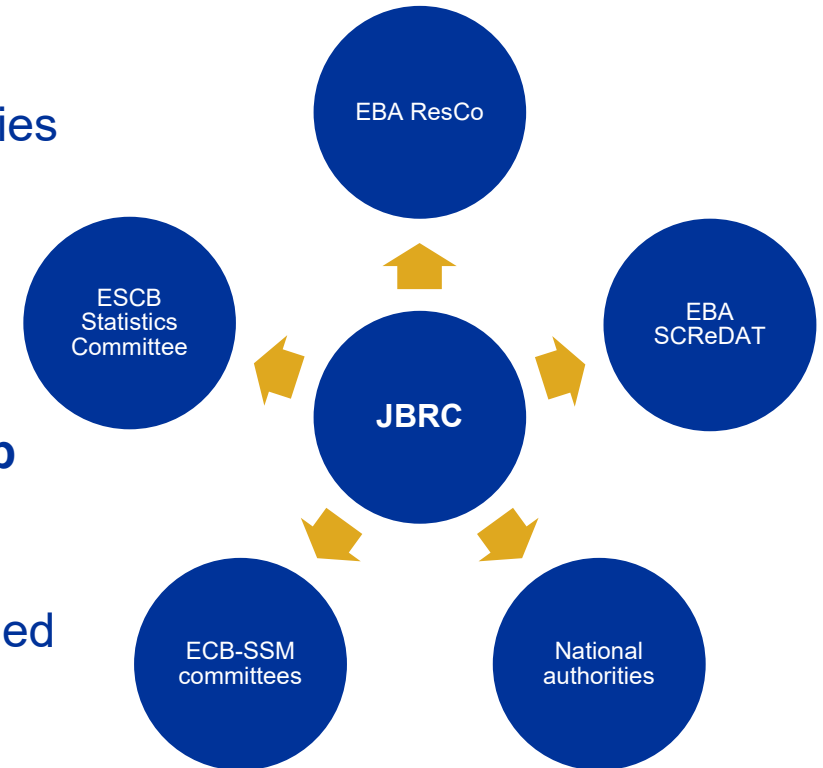 EBA ResCo
ies
ESCB
Statistics
Committee
EBA
SCReDAT
JBRC
p
ed
ECB-SSM
committees
National
authorities